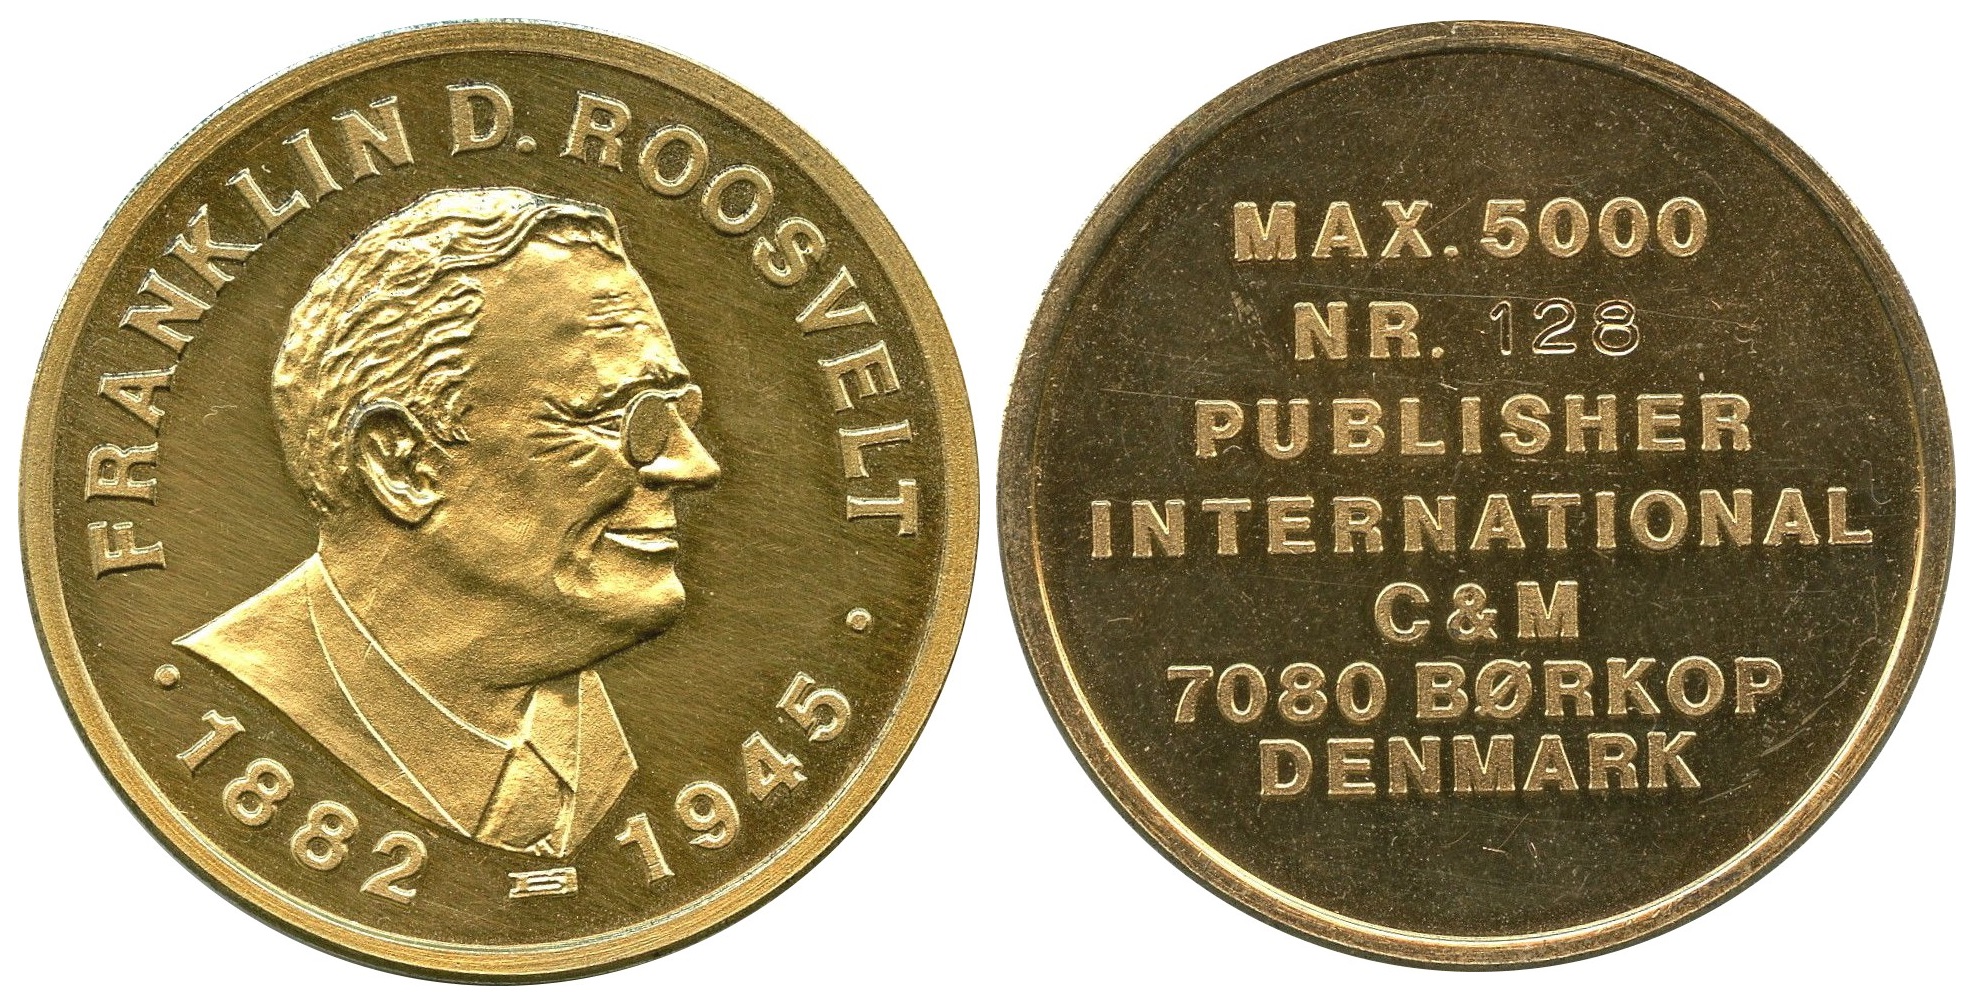 FRANKLIN D. ROOSVELT
· 1882 1945 ·
MAX. 5000
NR. 128
PUBLISHER
INTERNATIONAL
C&M
7080 BØRKOP
DENMARK